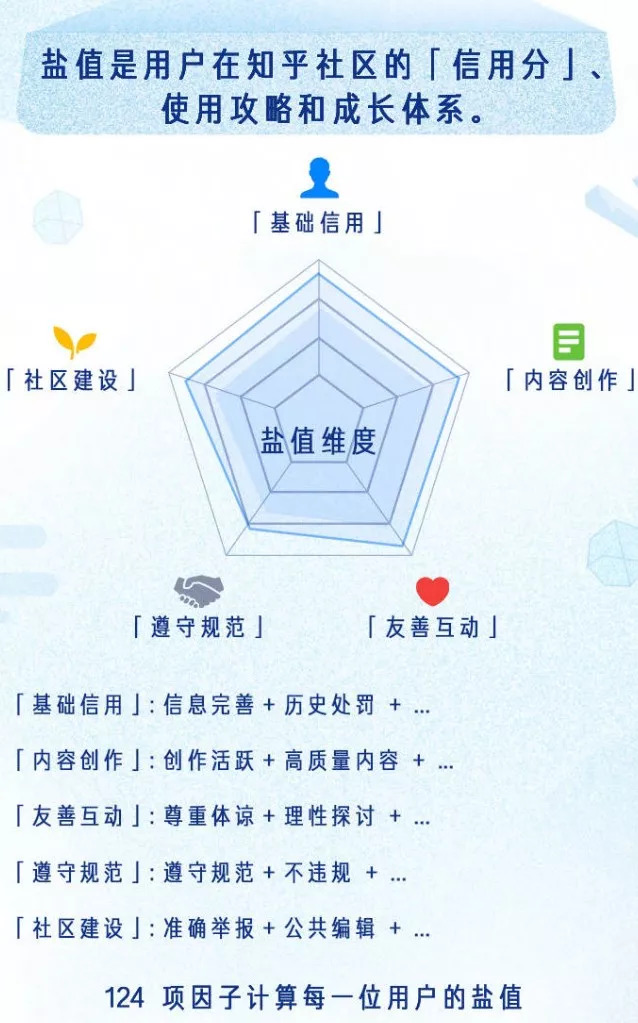 盐值是用户在知乎社区的「信用分」、
使用攻略和成长体系。
「基础信用」
「社区建设」
「内容创作」
盐值维度
「遵守规范」
「友善互动」
「基础信用」: 信息完善 + 历史处罚 + ...
「内容创作」: 创作活跃 + 高质量内容 + ...
「友善互动」: 尊重体谅 + 理性探讨 + ...
「遵守规范」: 遵守规范 + 不违规 + ...
「社区建设」: 准确举报 + 公共编辑 + ...
124 项因子计算每一位用户的盐值